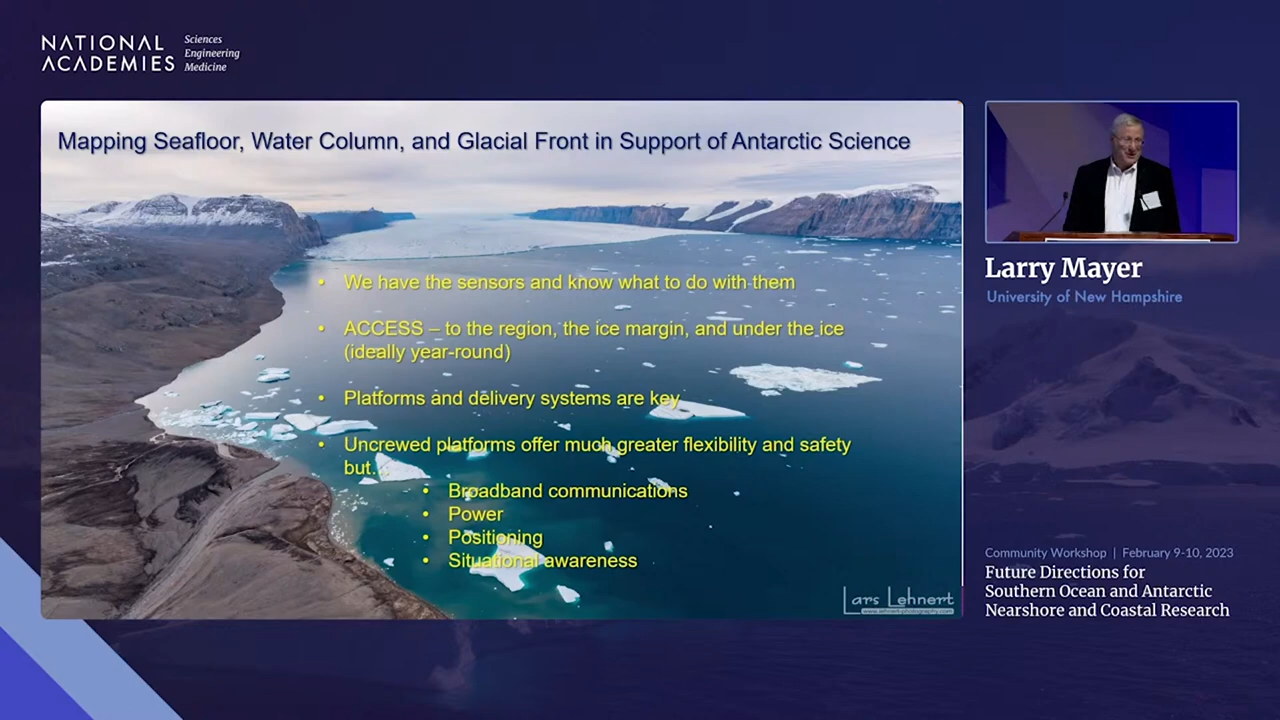 NATIONAL
ACADEMIES
Sciences
Engineering
Medicine
Mapping Seafloor, Water Column, and Glacial Front in Support of Antarctic Science
• We have the sensors and know what to do with them
• ACCESS – to the region, the ice margin, and under the ice
(ideally year-round)
• Platforms and delivery systems are key
• Uncrewed platforms offer much greater flexibility and safety
but…
• Broadband communications
• Power
• Positioning
• Situational awareness
Lars Lehnert
www.lehnert-photography.com
Larry Mayer
University of New Hampshire
Community Workshop | February 9-10, 2023
Future Directions for
Southern Ocean and Antarctic
Nearshore and Coastal Research